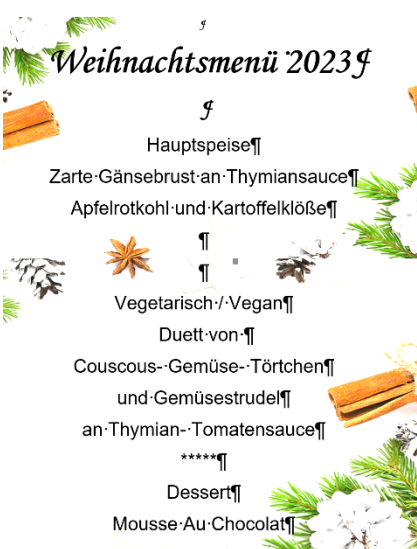 ¶
Weihnachtsmenü·2023¶
¶
Hauptspeise¶
Zarte·Gänsebrust·an·Thymiansauce¶
Apfelrotkohl·und·Kartoffelklöße¶
¶
¶
Vegetarisch·/·Vegan¶
Duett·von·¶
Couscous-·Gemüse-·Törtchen¶
und·Gemüsestrudel¶
an·Thymian-·Tomatensauce¶
*****¶
Dessert¶
Mousse·Au·Chocolat¶